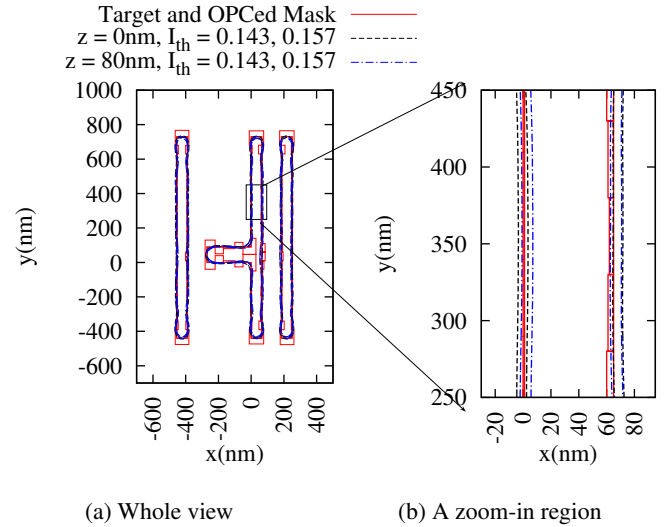 Target and OPCed Mask
z = 0nm, I_th = 0.143, 0.157
z = 80nm, I_th = 0.143, 0.157
1000
800
600
400
200
0
-200
-400
-600
y(nm)
-600
-400
-200
0
200
400
x(nm)
450
400
350
300
250
y(nm)
-20
0
20
40
60
80
x(nm)
(a) Whole view
(b) A zoom-in region